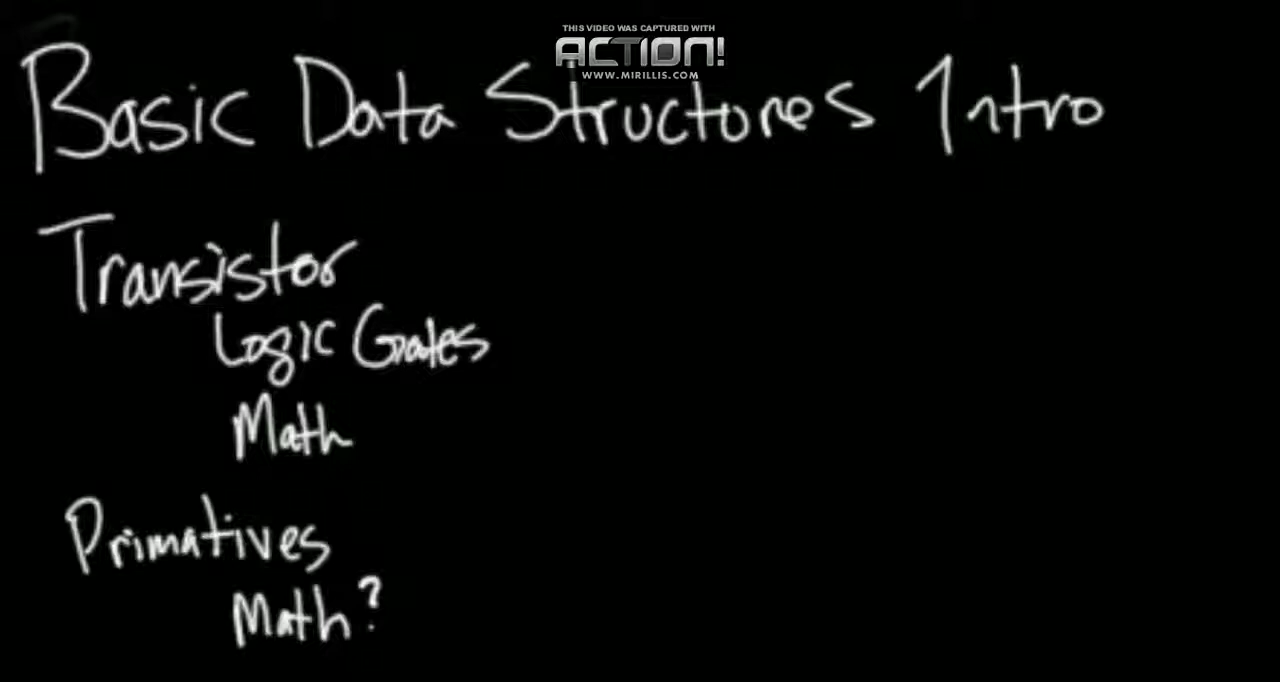 THIS VIDEO WAS CAPTURED WITH
ACTION!
WWW.MIRILLIS.COM
Basic Data Structures Intro
Transistor
Logic Gates
Math
Primatives
Math?